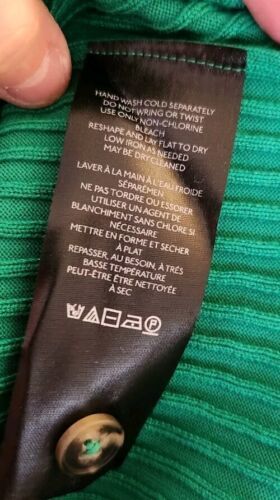 HAND WASH COLD SEPARATELY
DO NOT WRING OR TWIST
USE ONLY NON-CHLORINE
BLEACH
RESHAPE AND LAY FLAT TO DRY
LOW IRON AS NEEDED
MAY BE DRY CLEANED
LAVER À LA MAIN À L'EAU FROIDE
SÉPARÉMEN
NE PAS TORDRE OU ESSORER
UTILISER UN AGENT DE
BLANCHIMENT SANS CHLORE SI
NÉCESSAIRE
METTRE EN FORME ET SÉCHER
À PLAT
REPASSER, AU BESOIN, À TRÈS
BASSE TEMPÉRATURE
PEUT-ÊTRE ÊTRE NETTOYÉE
À SEC